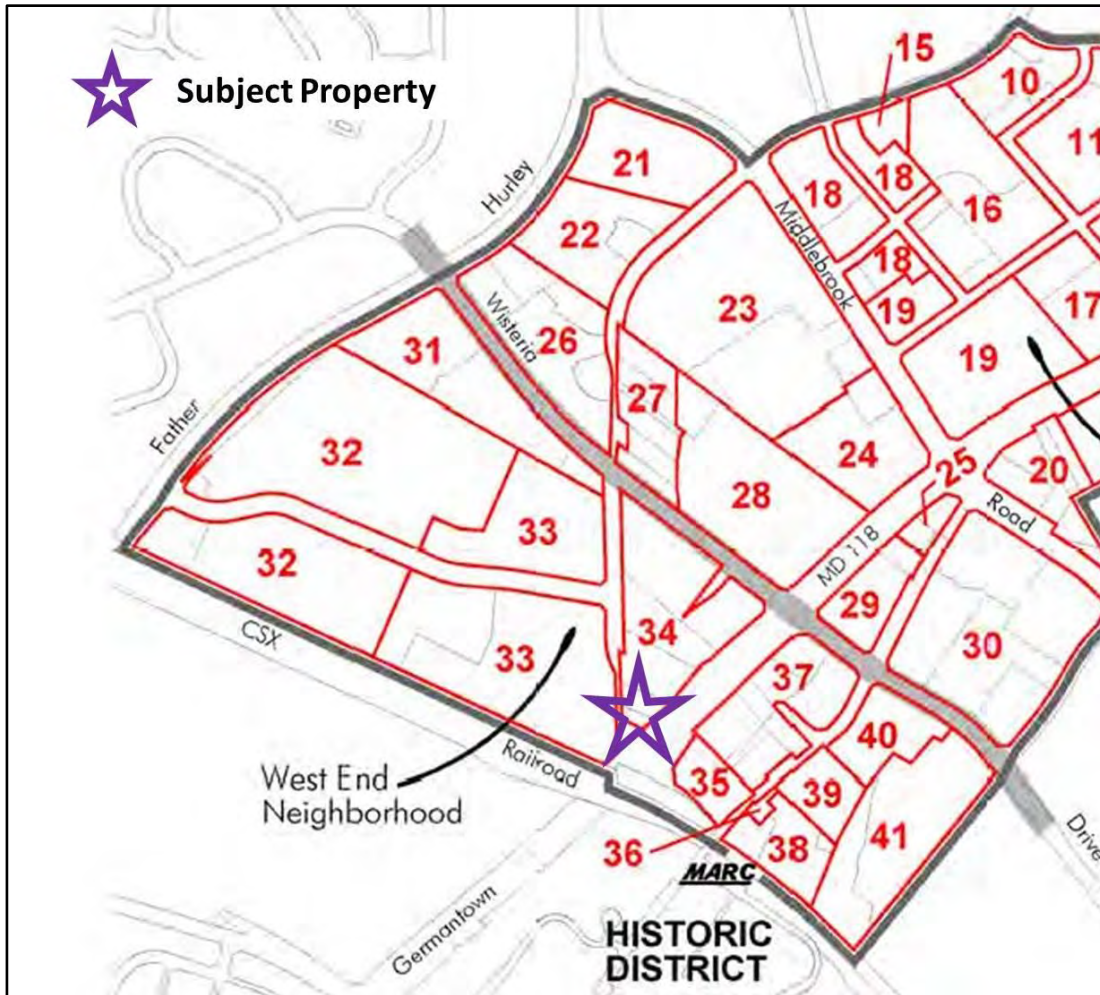 Subject Property
15
10
11
21
Hurley
18
18
16
22
Middlebrook
18
Wisteria
23
19
17
31
26
19
Father
27
32
24
25
20
28
Road
33
MD 118
32
29
CSX
34
30
33
37
40
West End
Neighborhood
Railroad
35
39
36
38
41
Drive
MARC
Germantown
HISTORIC
DISTRICT